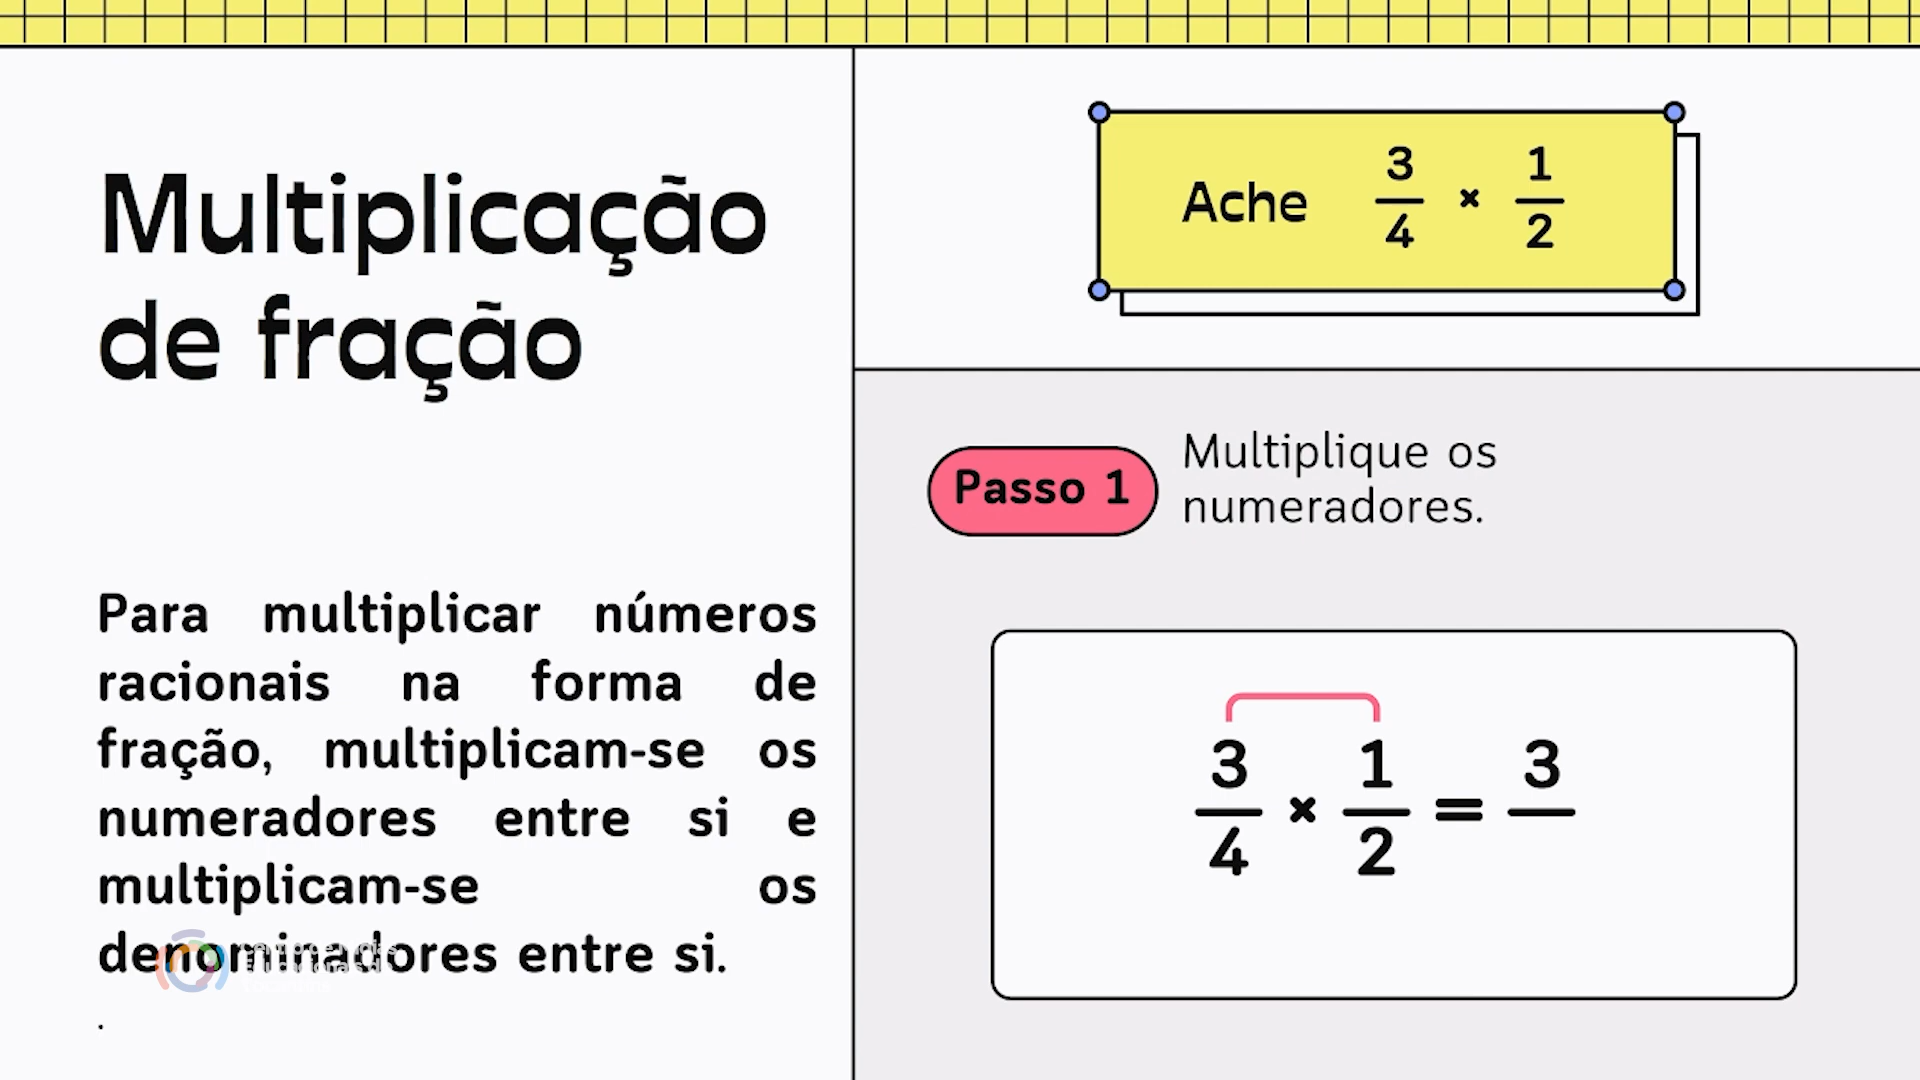 Multiplicação
de fração
Para multiplicar números
racionais na forma de
fração, multiplicam-se os
numeradores entre si e
multiplicam-se os
denominadores entre si.
.
Ache 3/4 × 1/2
Passo 1
Multiplique os
numeradores.
3/4 × 1/2 = 3/